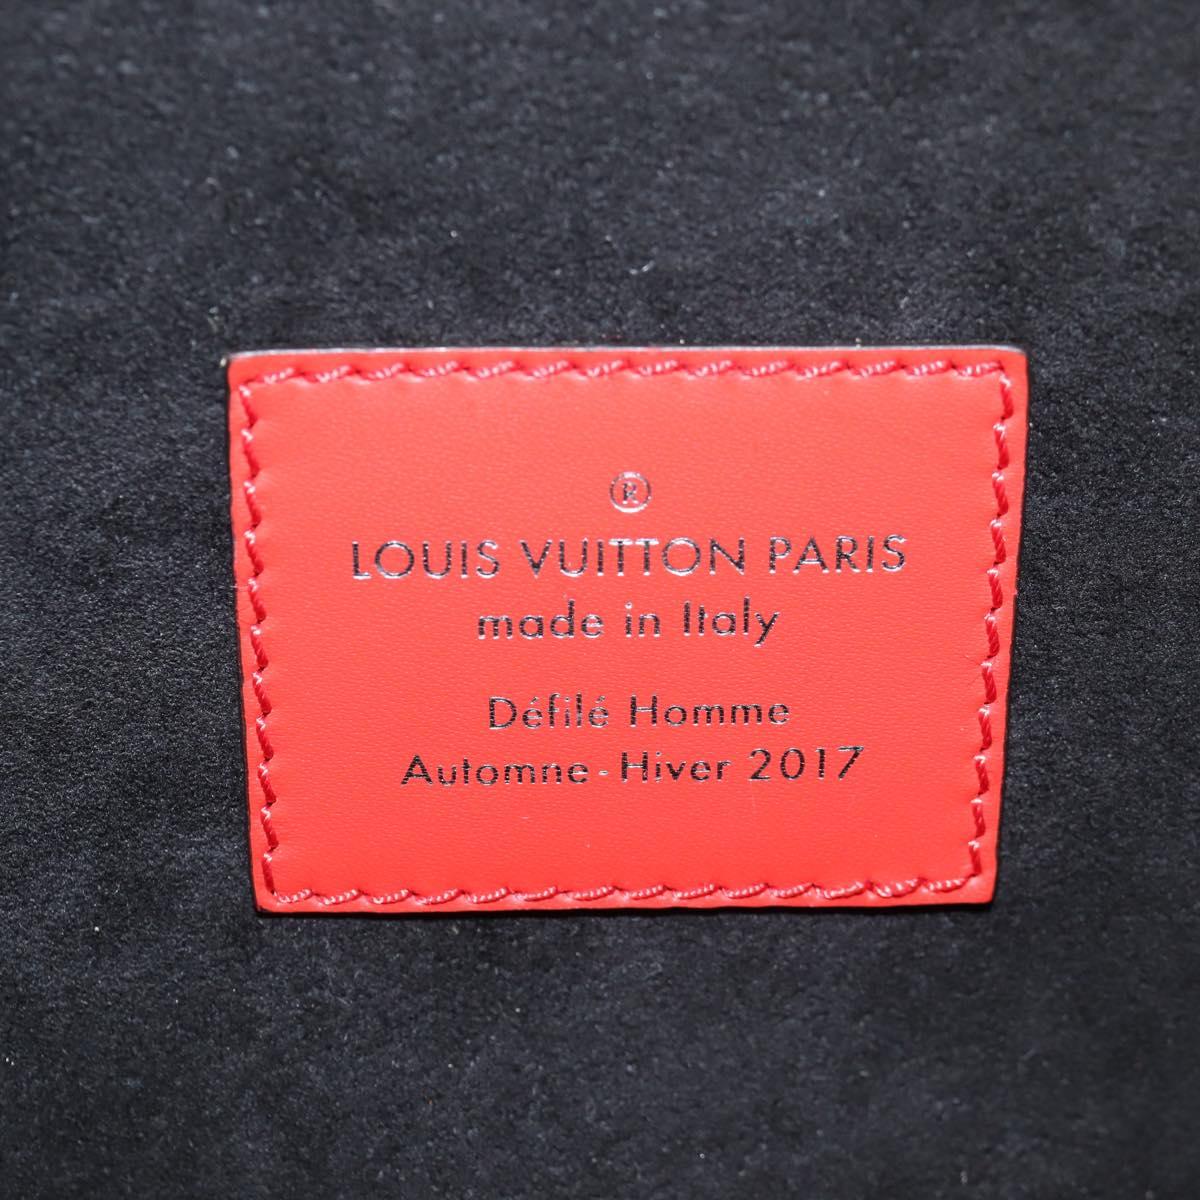 ®
LOUIS VUITTON PARIS
made in Italy
Défilé Homme
Automne-Hiver 2017